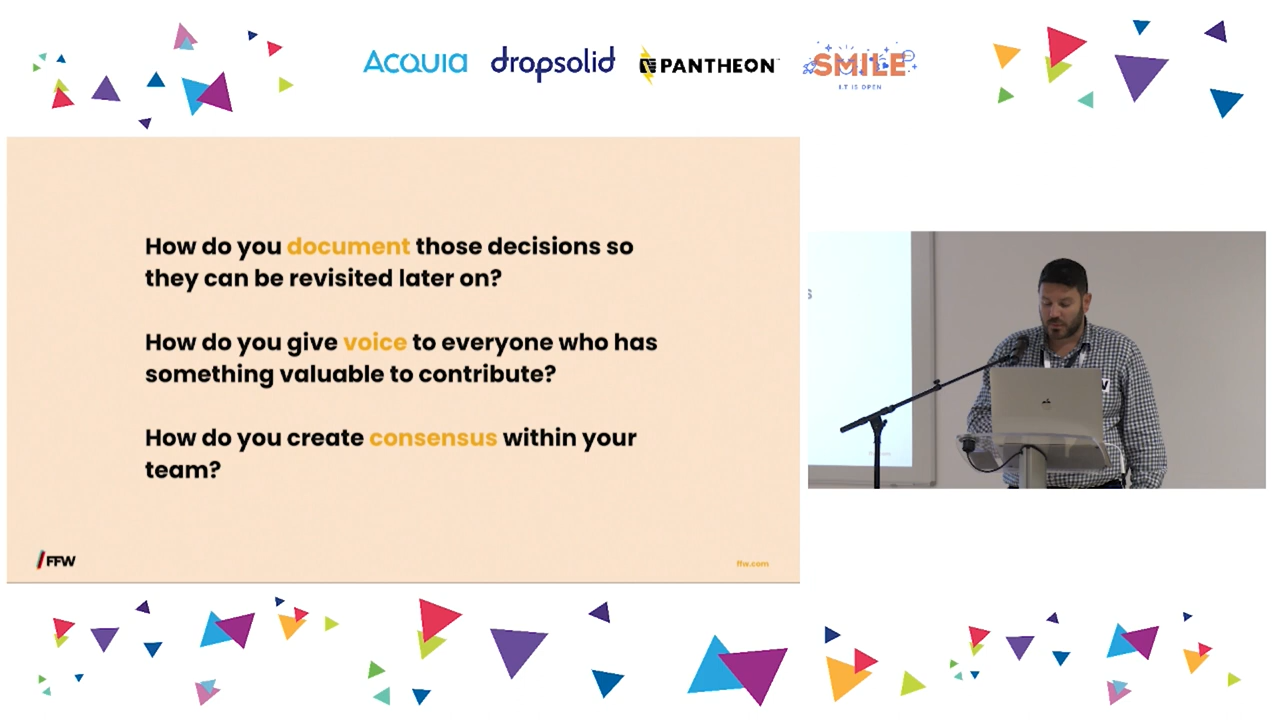 ACQUIA
dropsolid
PANTHEON
SMILE
I.T IS OPEN
How do you document those decisions so
they can be revisited later on?
How do you give voice to everyone who has
something valuable to contribute?
How do you create consensus within your
team?
FFW
ffw.com